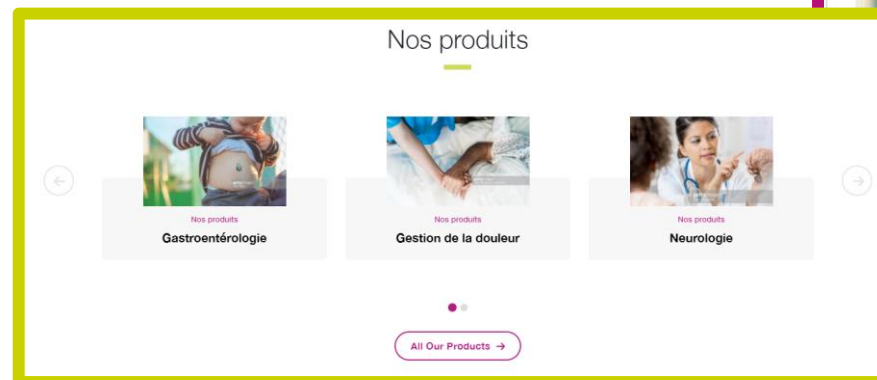 Nos produits
Nos produits
Gastroentérologie
Nos produits
Gestion de la douleur
Nos produits
Neurologie
All Our Products →